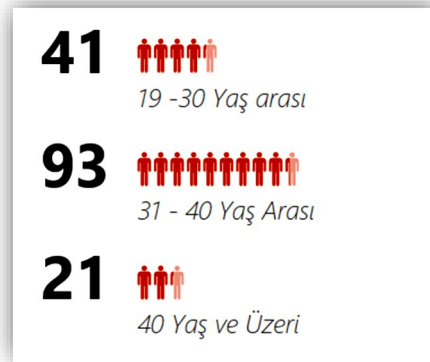 41
19 -30 Yaş arası
93
31 - 40 Yaş Arası
21
40 Yaş ve Üzeri